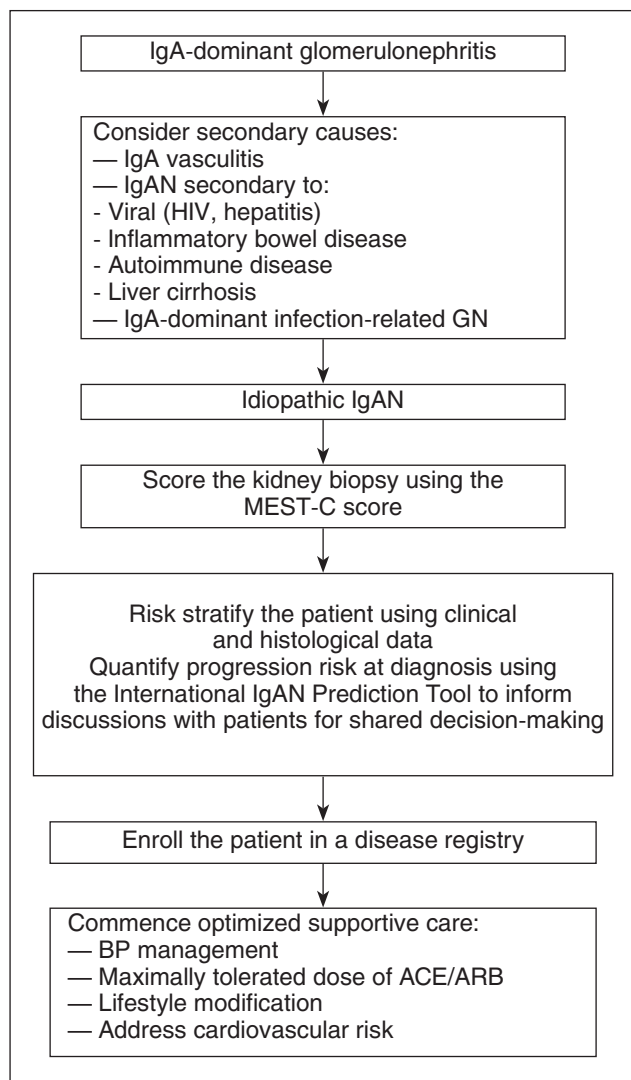 IgA-dominant glomerulonephritis
Consider secondary causes:
— IgA vasculitis
— IgAN secondary to:
- Viral (HIV, hepatitis)
- Inflammatory bowel disease
- Autoimmune disease
- Liver cirrhosis
— IgA-dominant infection-related GN
Idiopathic IgAN
Score the kidney biopsy using the
MEST-C score
Risk stratify the patient using clinical
and histological data
Quantify progression risk at diagnosis using
the International IgAN Prediction Tool to inform
discussions with patients for shared decision-making
Enroll the patient in a disease registry
Commence optimized supportive care:
— BP management
— Maximally tolerated dose of ACE/ARB
— Lifestyle modification
— Address cardiovascular risk